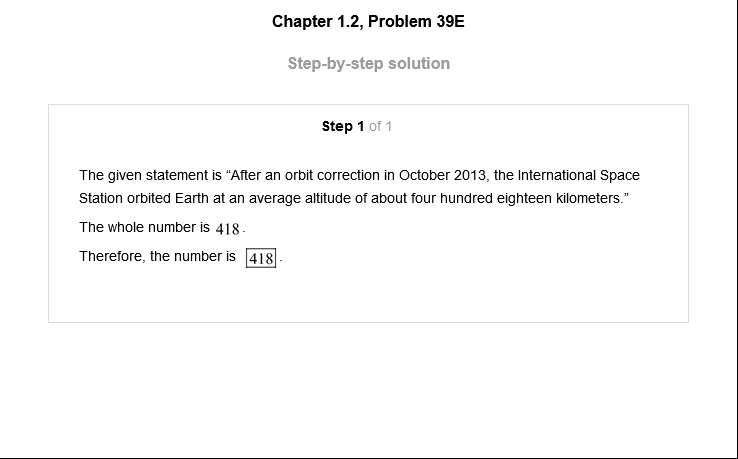 Chapter 1.2, Problem 39E
Step-by-step solution
Step 1 of 1
The given statement is “After an orbit correction in October 2013, the International Space
Station orbited Earth at an average altitude of about four hundred eighteen kilometers.”
The whole number is 418.
Therefore, the number is 418.